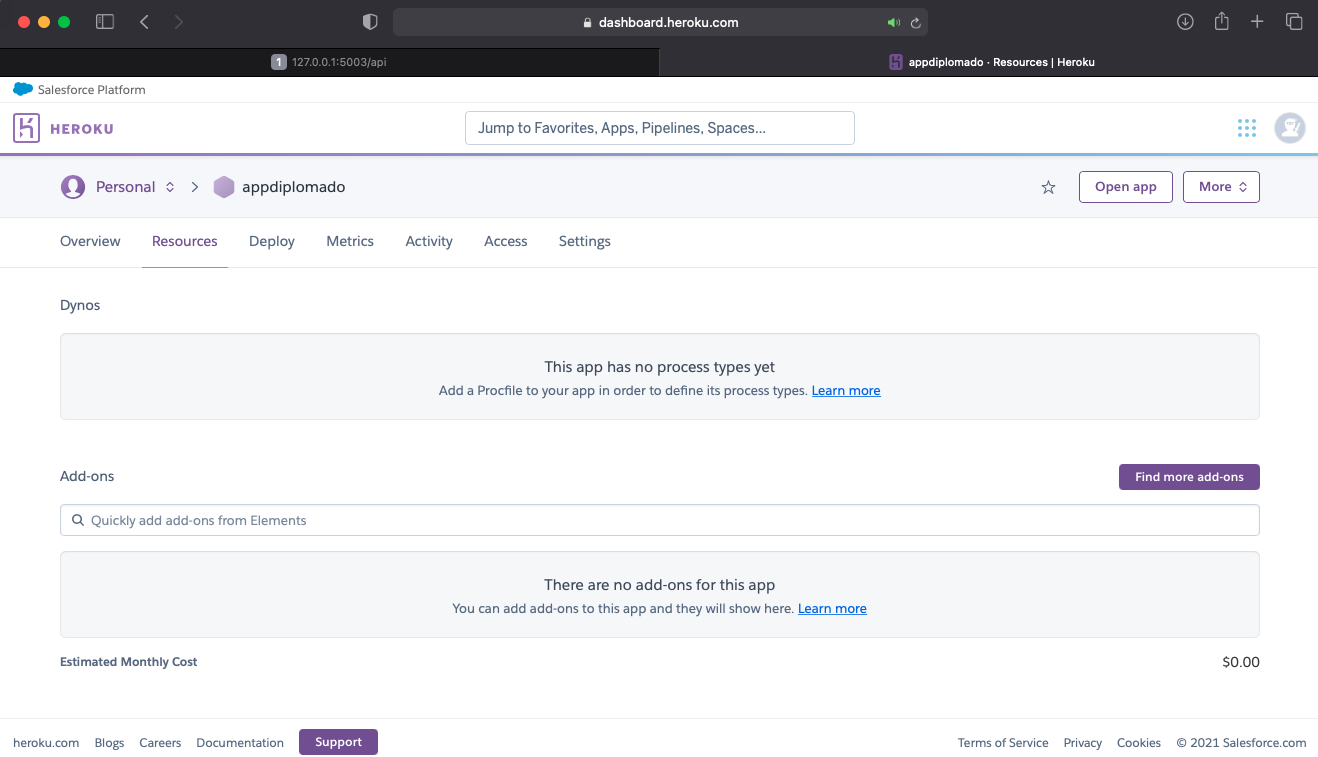 dashboard.heroku.com
1 127.0.0.1:5003/api
appdiplomado · Resources | Heroku
Salesforce Platform
HEROKU
Jump to Favorites, Apps, Pipelines, Spaces...
Personal
appdiplomado
Open app
More
Overview
Resources
Deploy
Metrics
Activity
Access
Settings
Dynos
This app has no process types yet
Add a Procfile to your app in order to define its process types. Learn more
Add-ons
Find more add-ons
Quickly add add-ons from Elements
There are no add-ons for this app
You can add add-ons to this app and they will show here. Learn more
Estimated Monthly Cost
$0.00
heroku.com
Blogs
Careers
Documentation
Support
Terms of Service
Privacy
Cookies
© 2021 Salesforce.com